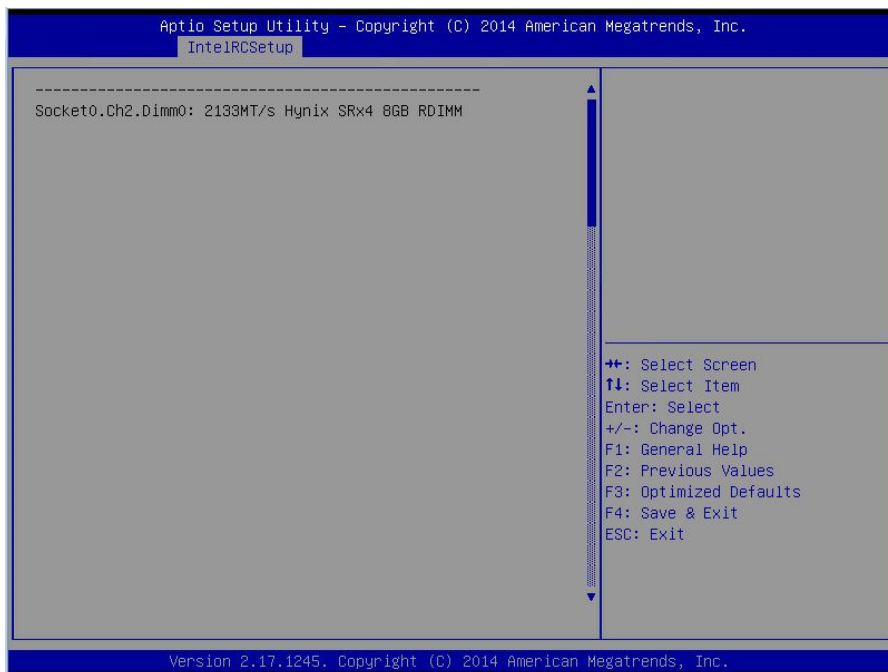 Aptio Setup Utility – Copyright (C) 2014 American Megatrends, Inc.
IntelRCSetup
--------------------------------------------------
Socket0.Ch2.Dimm0: 2133MT/s Hynix SRx4 8GB RDIMM
→←: Select Screen
↑↓: Select Item
Enter: Select
+/-: Change Opt.
F1: General Help
F2: Previous Values
F3: Optimized Defaults
F4: Save & Exit
ESC: Exit
Version 2.17.1245. Copyright (C) 2014 American Megatrends, Inc.